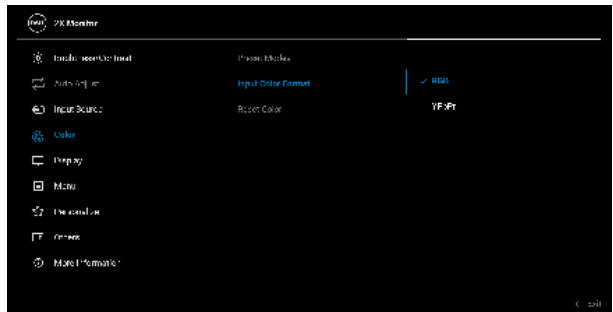 DELL
2X Monitor
Brightness/Contrast
Preset Modes
Auto Adjust
Input Color Format
RGB
Input Source
Reset Color
YPbPr
Color
Display
Menu
Personalize
Others
More Information
Exit